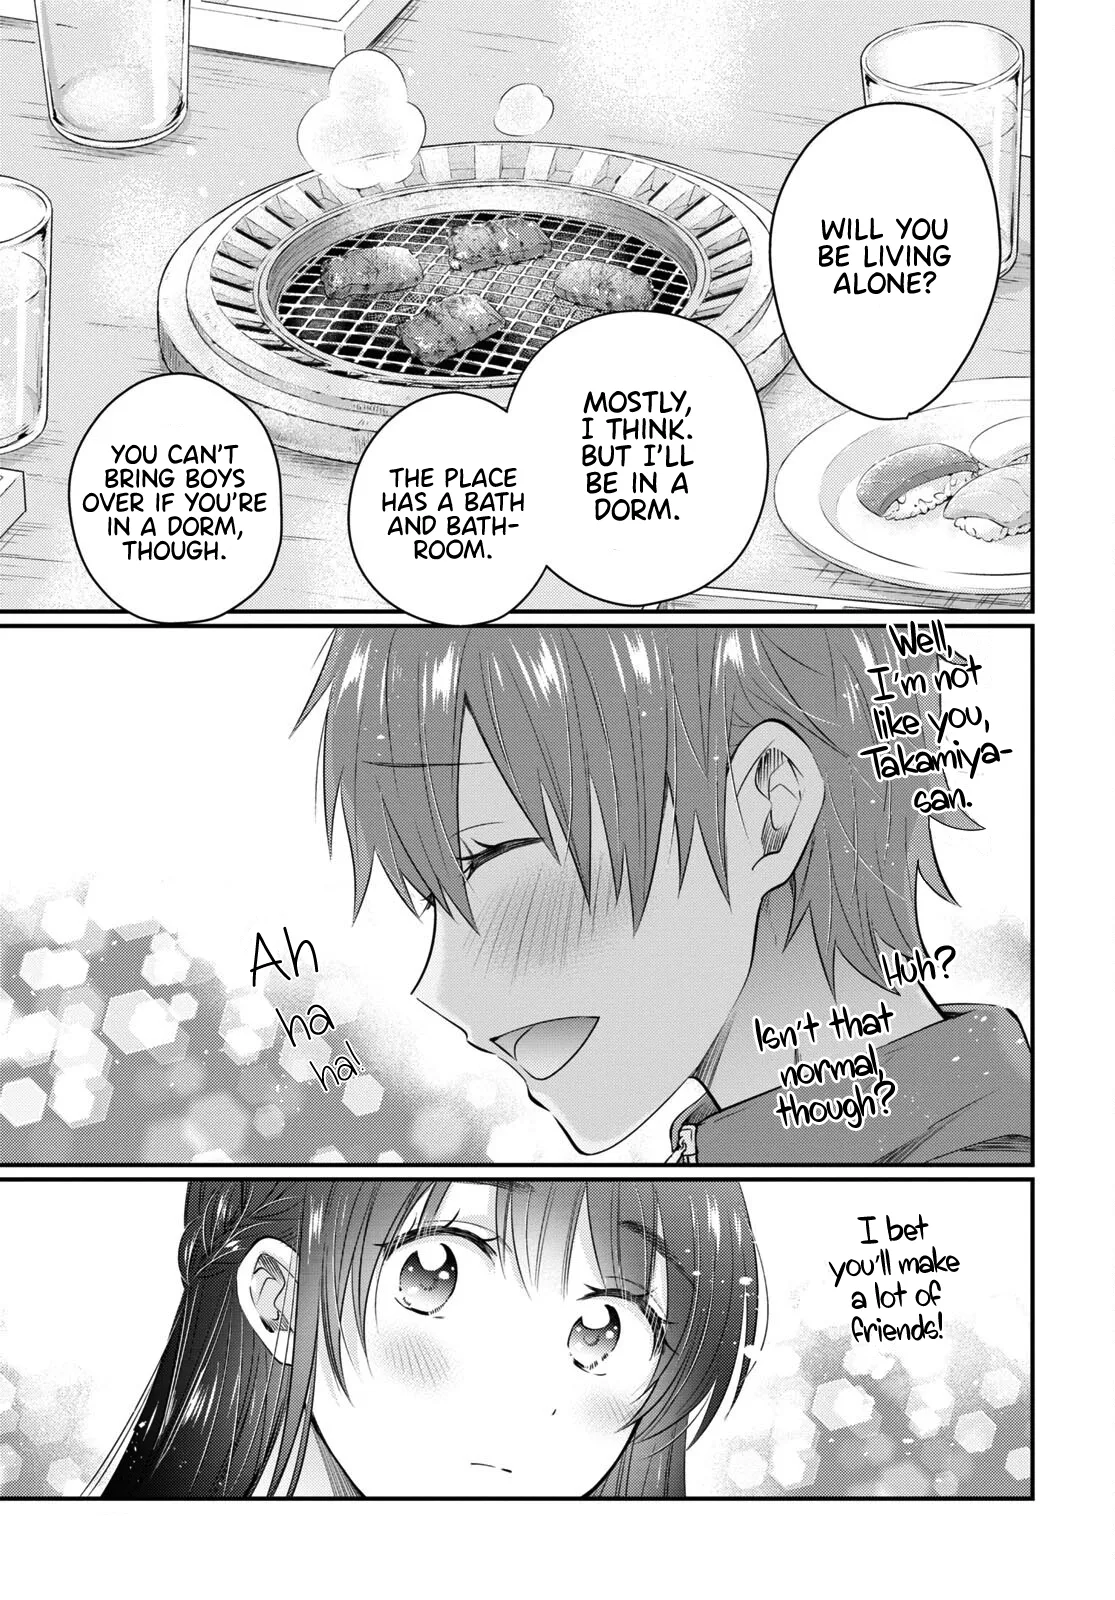 WILL YOU
BE LIVING
ALONE?
MOSTLY,
I THINK.
BUT I'LL
BE IN A
DORM.
THE PLACE
HAS A BATH
AND BATH-
ROOM.
YOU CAN'T
BRING BOYS
OVER IF YOU'RE
IN A DORM,
THOUGH.
Well,
I'm not
like you,
Takamiya-
san.
Huh?
Isn't that
normal,
though?
Ah
ha
ha!
I bet
you'll make
a lot of
friends!